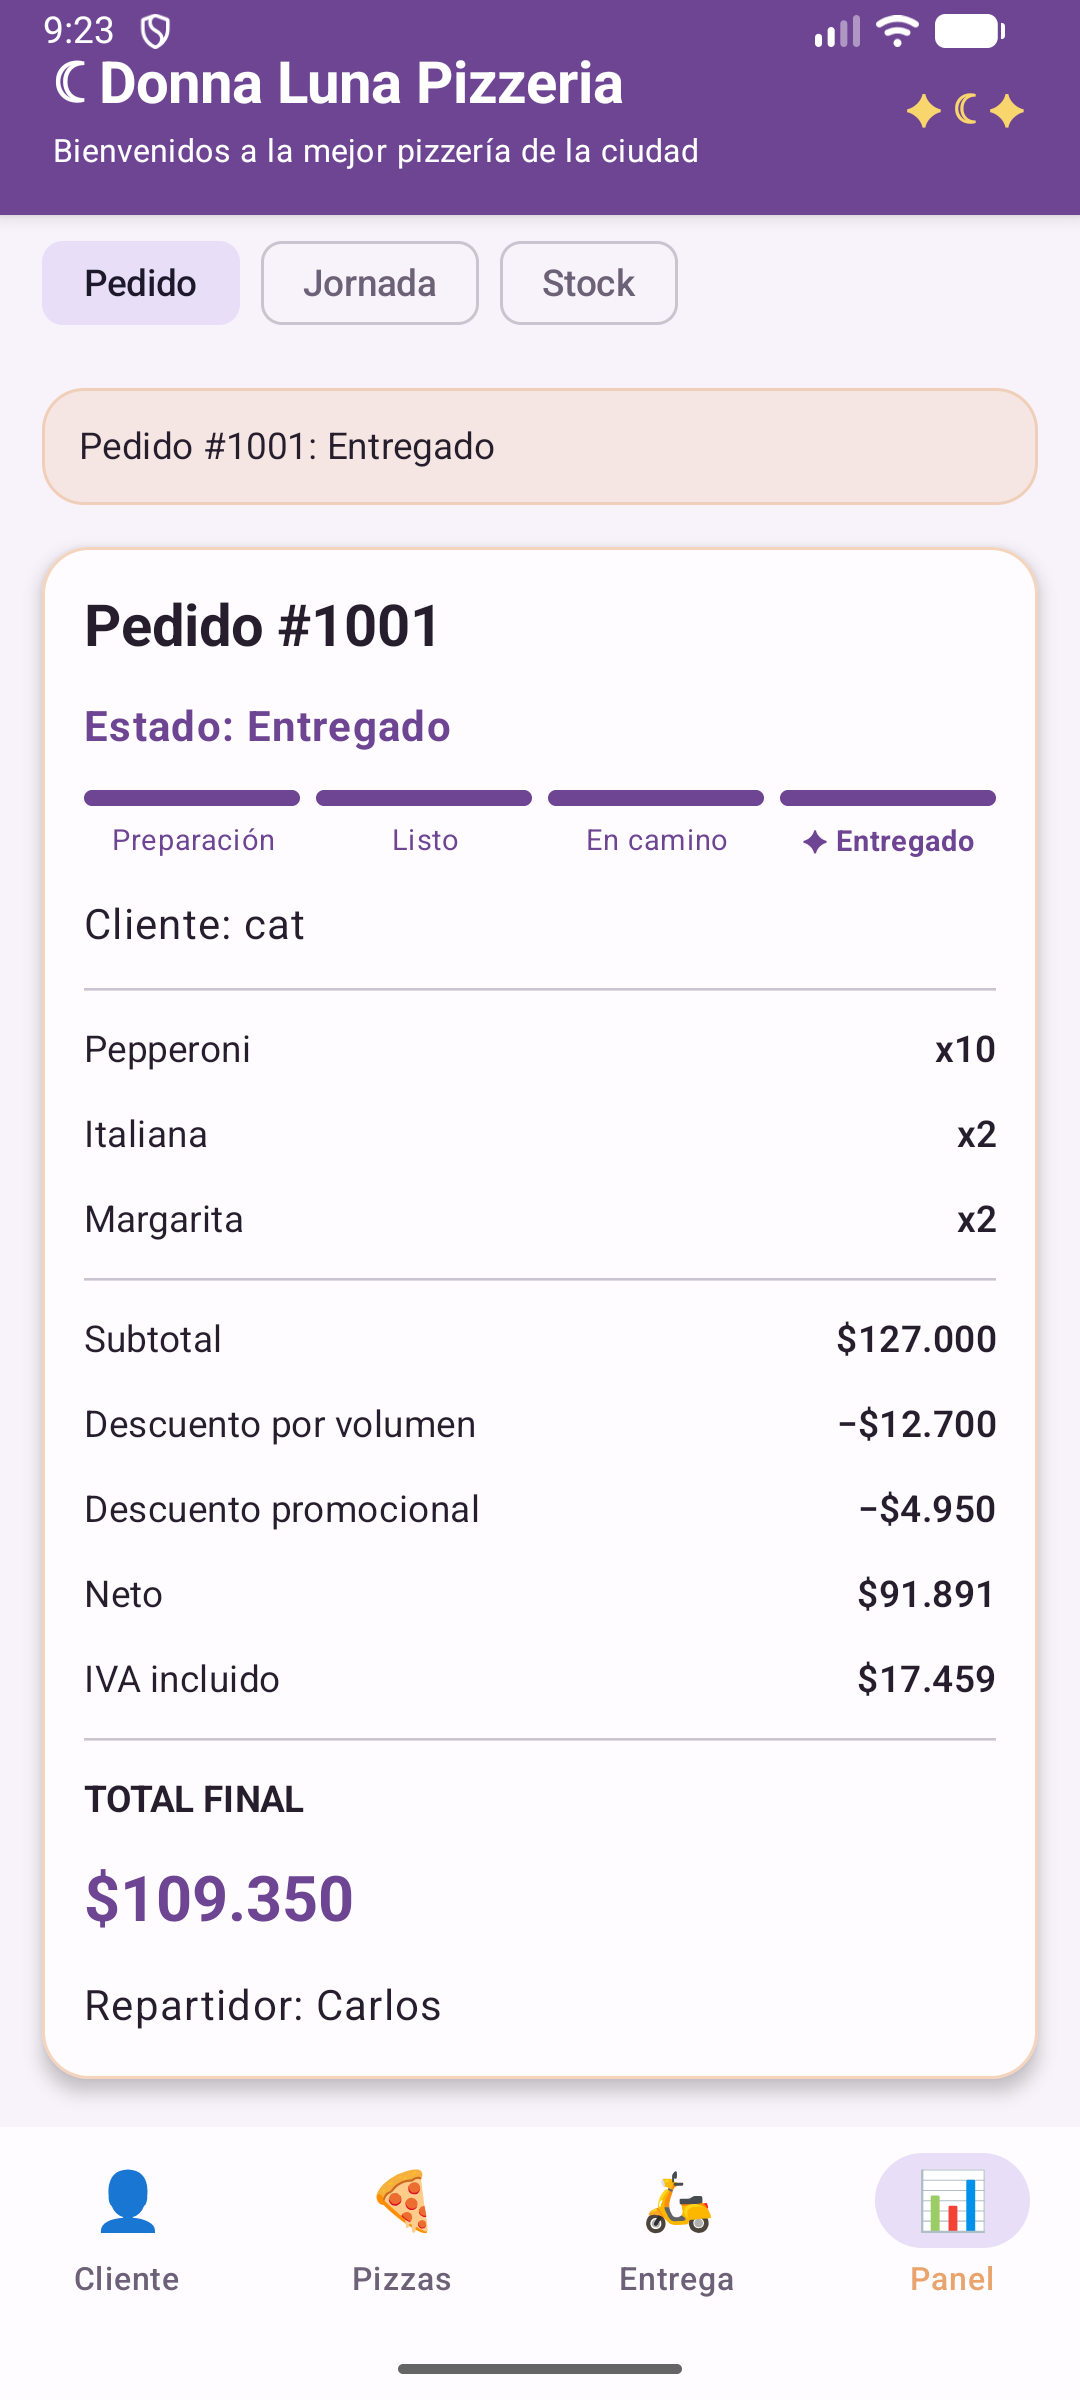 9:23
Donna Luna Pizzeria
Bienvenidos a la mejor pizzería de la ciudad
Pedido
Jornada
Stock
Pedido #1001: Entregado
Pedido #1001
Estado: Entregado
Preparación
Listo
En camino
✦ Entregado
Cliente: cat
Pepperoni x10
Italiana x2
Margarita x2
Subtotal $127.000
Descuento por volumen −$12.700
Descuento promocional −$4.950
Neto $91.891
IVA incluido $17.459
TOTAL FINAL
$109.350
Repartidor: Carlos
Cliente
Pizzas
Entrega
Panel